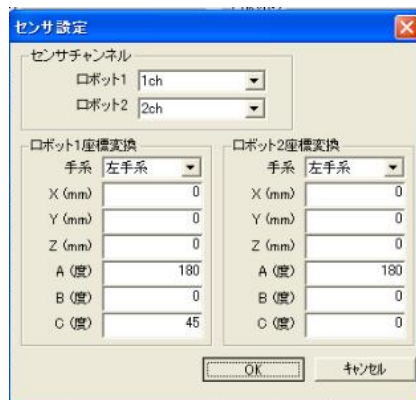 センサ設定
センサチャンネル
ロボット1 1ch
ロボット2 2ch
ロボット1座標変換
手系 左手系
X (mm) 0
Y (mm) 0
Z (mm) 0
A (度) 180
B (度) 0
C (度) 45
ロボット2座標変換
手系 左手系
X (mm) 0
Y (mm) 0
Z (mm) 0
A (度) 180
B (度) 0
C (度) 0
OK キャンセル